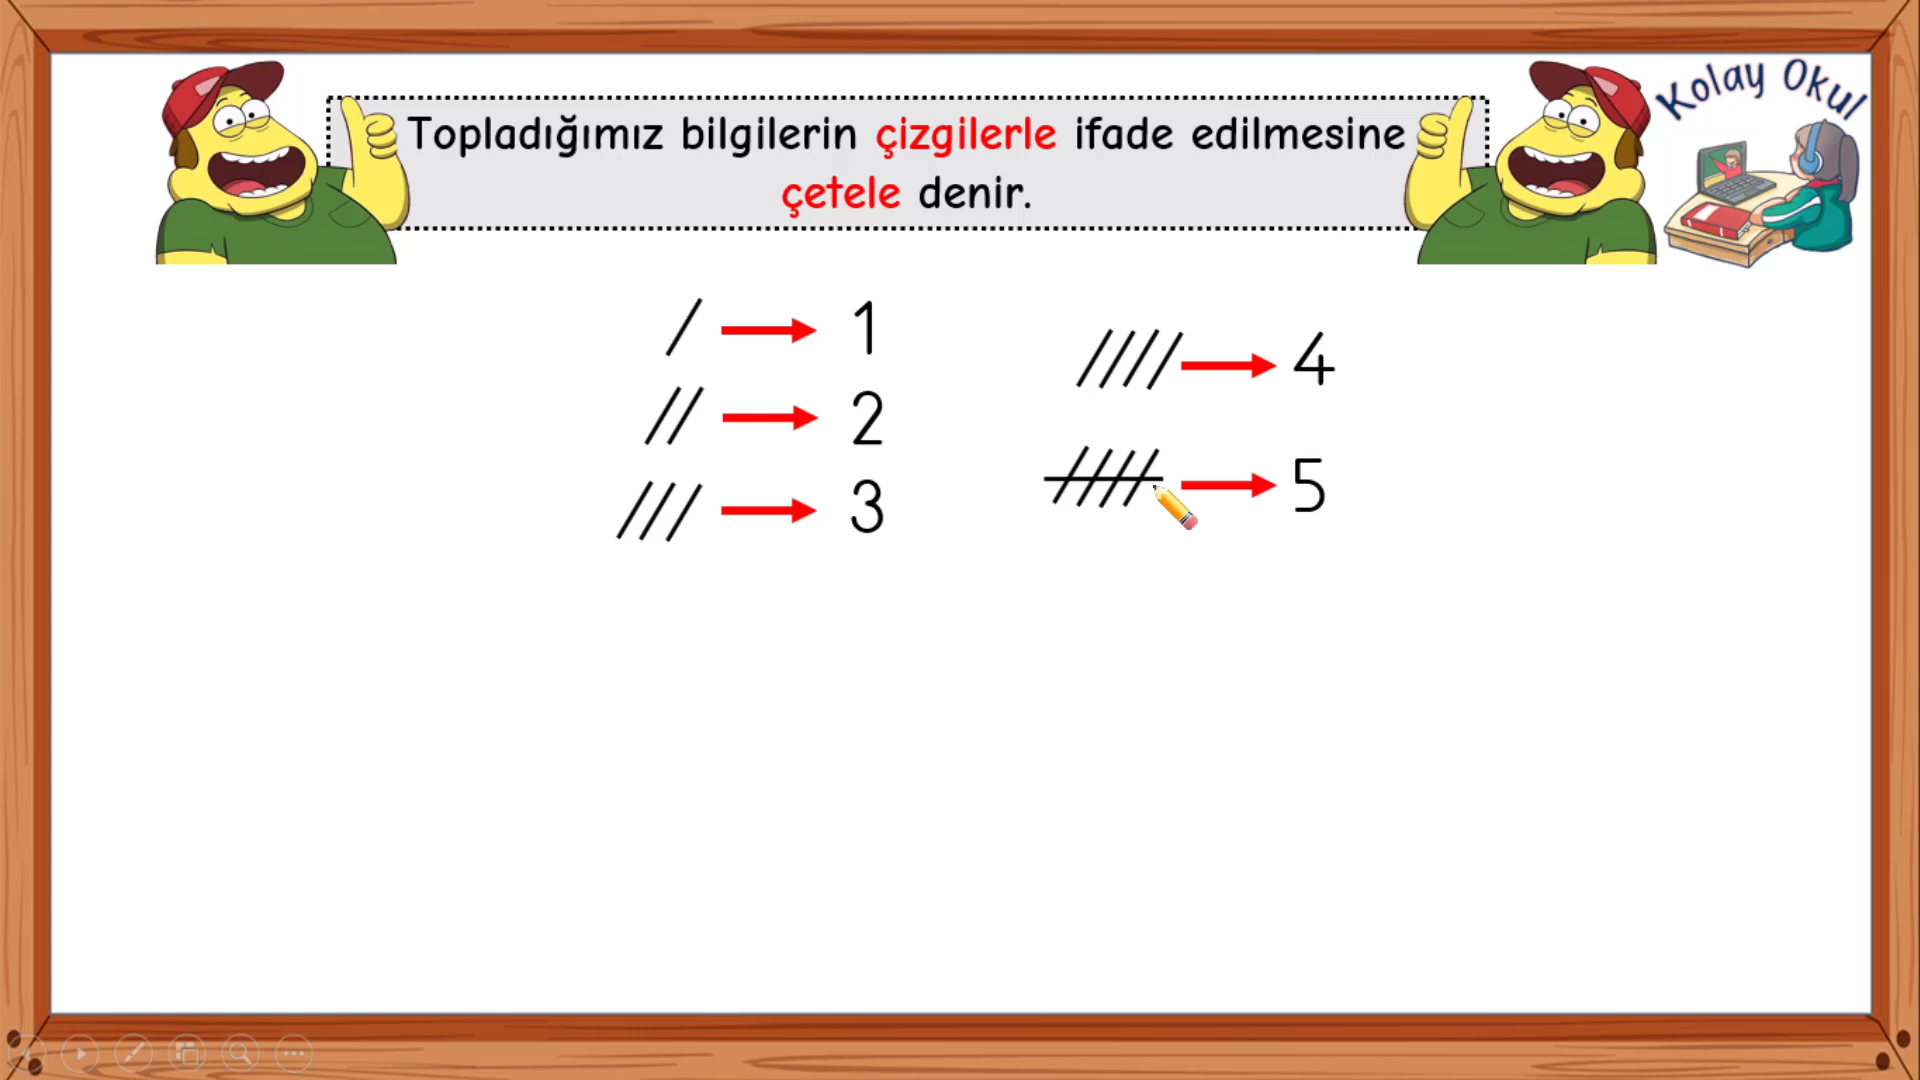 Topladığımız bilgilerin çizgilerle ifade edilmesine
çetele denir.
Kolay Okul
1
2
3
4
5